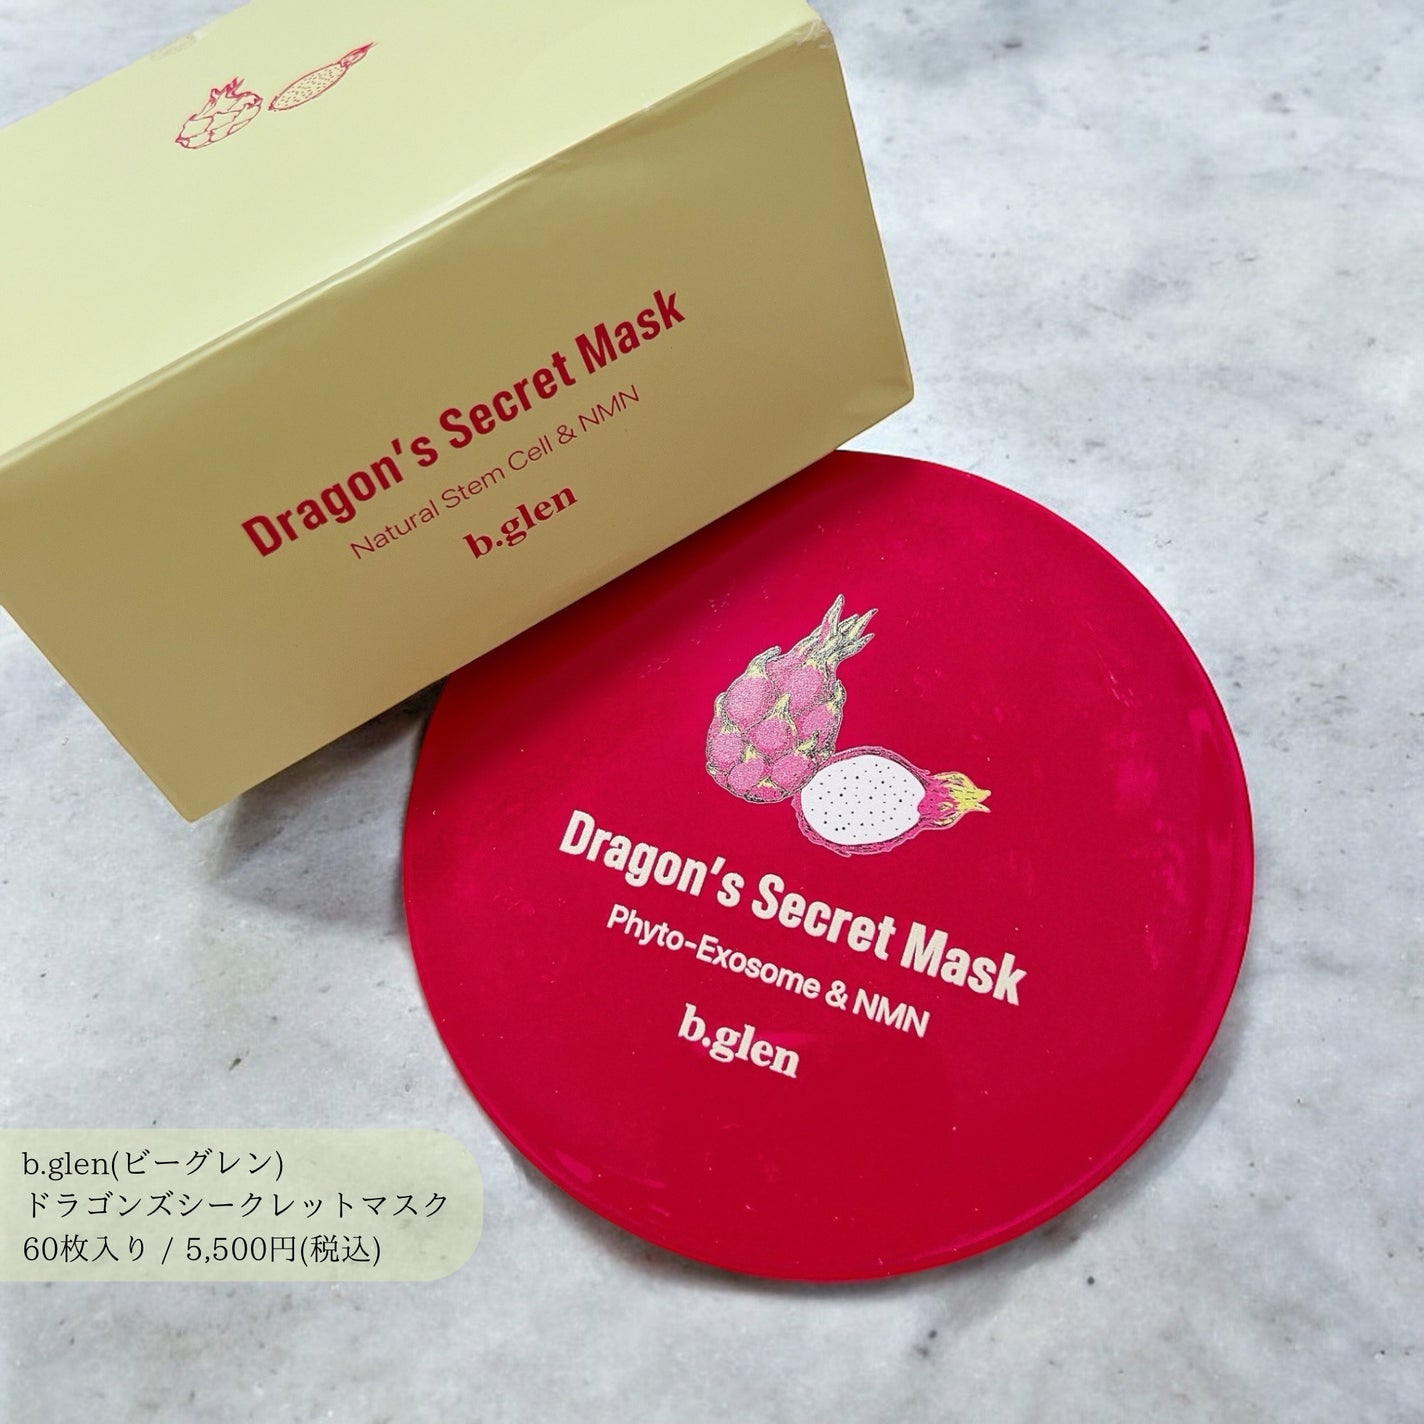 Dragon's Secret Mask
Natural Stem Cell & NMN
b.glen
Dragon's Secret Mask
Phyto-Exosome & NMN
b.glen
b.glen(ビーグレン)
ドラゴンズシークレットマスク
60枚入り / 5,500円(税込)